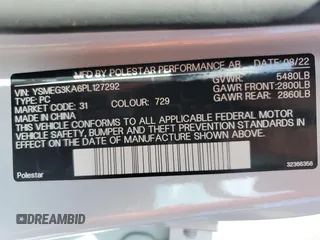 MFD. BY POLESTAR PERFORMANCE AB. DATE: 08/22
VIN: YSMEG3KA6PL127292 GVWR: 5480LB
TYPE: PC GAWR FRONT: 2800LB
MARKET: 31 COLOUR: 729 GAWR REAR: 2860LB
MADE IN CHINA
THIS VEHICLE CONFORMS TO ALL APPLICABLE FEDERAL MOTOR
VEHICLE SAFETY, BUMPER AND THEFT PREVENTION STANDARDS IN
EFFECT ON THE DATE OF MANUFACTURE SHOWN ABOVE.
Polestar 32366356
DREAMBID